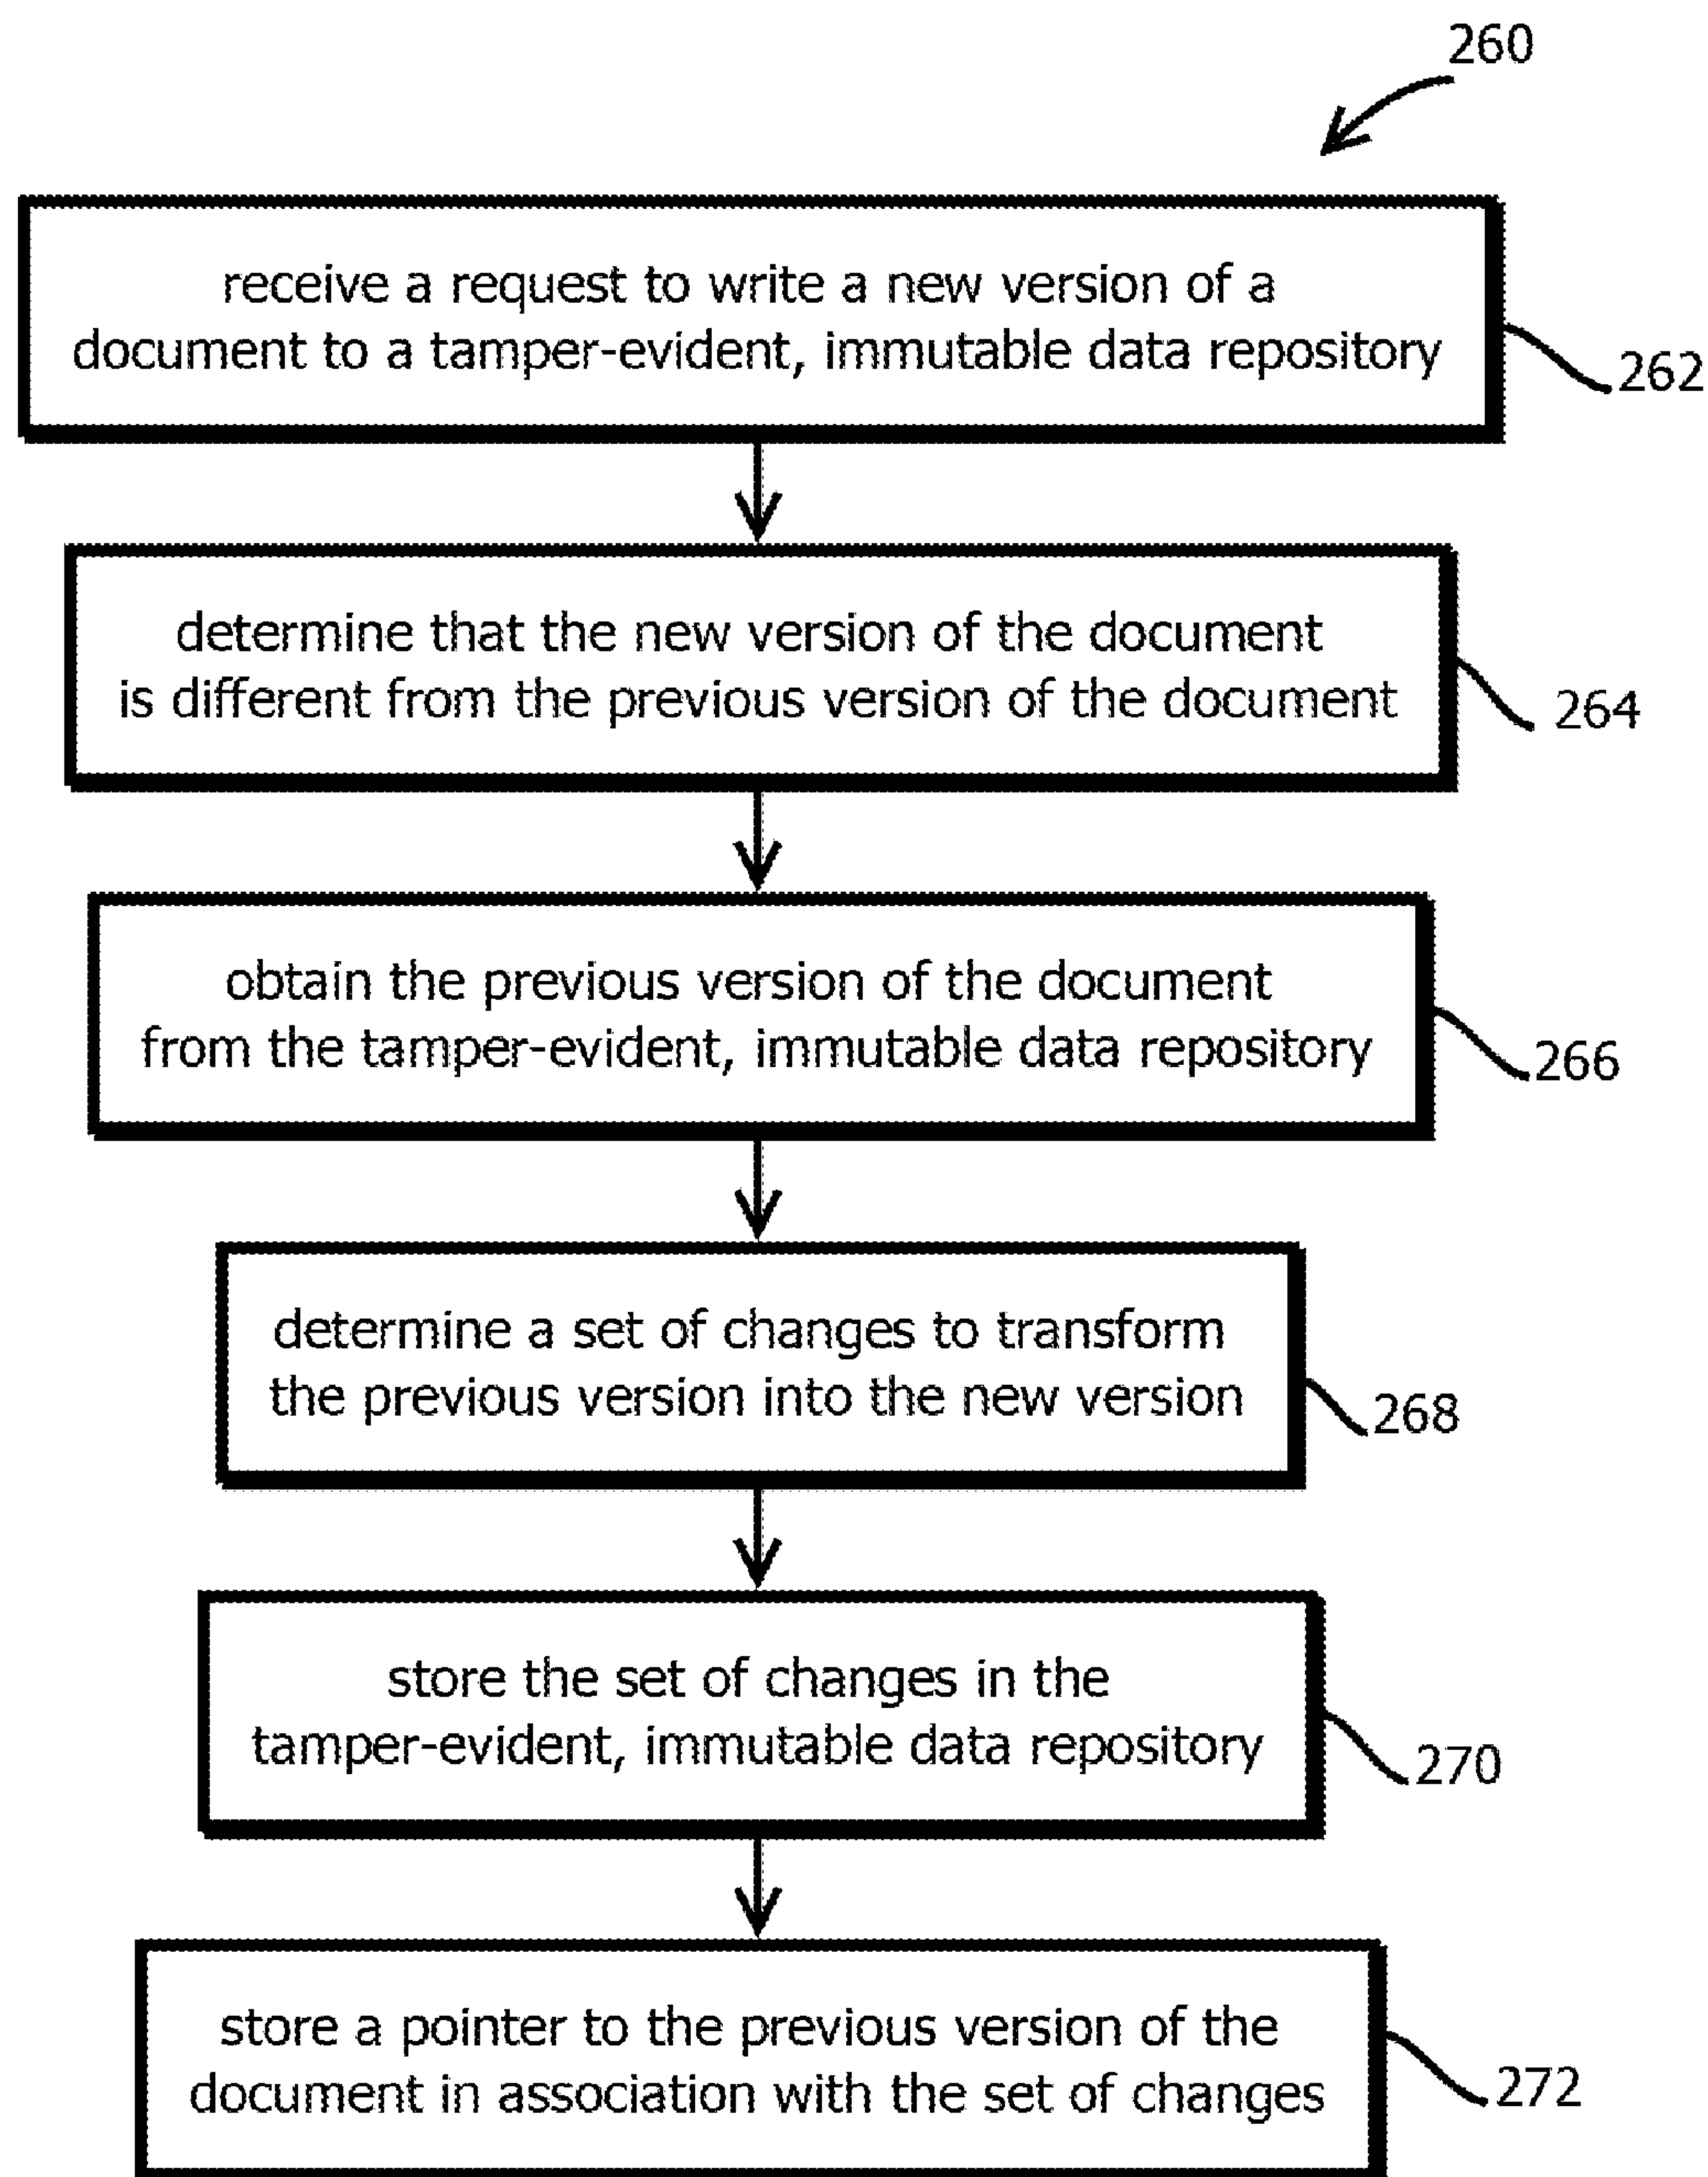 260
receive a request to write a new version of a
document to a tamper-evident, immutable data repository
262
determine that the new version of the document
is different from the previous version of the document
264
obtain the previous version of the document
from the tamper-evident, immutable data repository
266
determine a set of changes to transform
the previous version into the new version
268
store the set of changes in the
tamper-evident, immutable data repository
270
store a pointer to the previous version of the
document in association with the set of changes
272